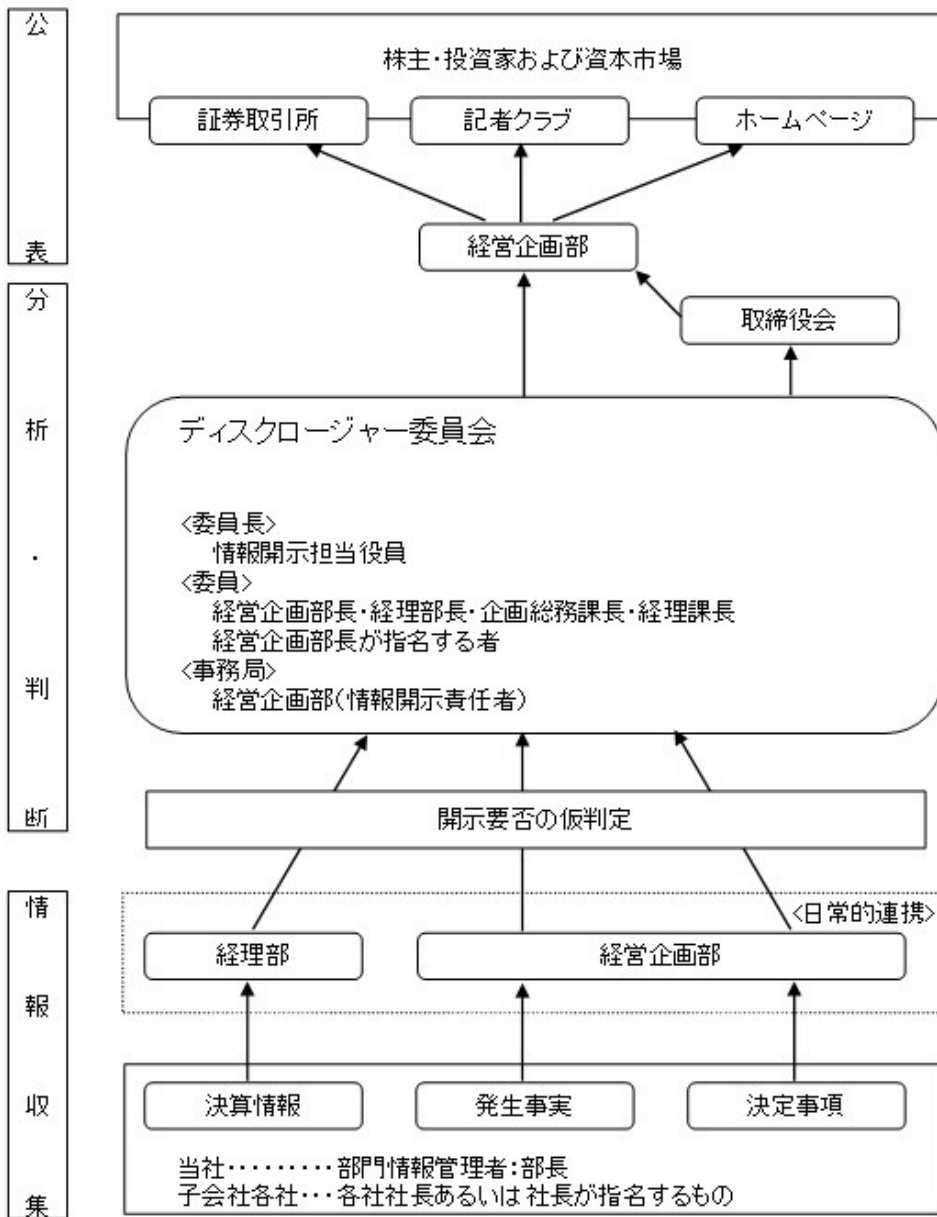 公表
株主・投資家および資本市場
証券取引所
記者クラブ
ホームページ
経営企画部
分析・判断
取締役会
ディスクロージャー委員会
<委員長>
情報開示担当役員
<委員>
経営企画部長・経理部長・企画総務課長・経理課長
経営企画部長が指名する者
<事務局>
経営企画部(情報開示責任者)
開示要否の仮判定
情報収集
<日常的連携>
経理部
経営企画部
決算情報
発生事実
決定事項
当社・・・・・・・・・部門情報管理者:部長
子会社各社・・・各社社長あるいは社長が指名するもの